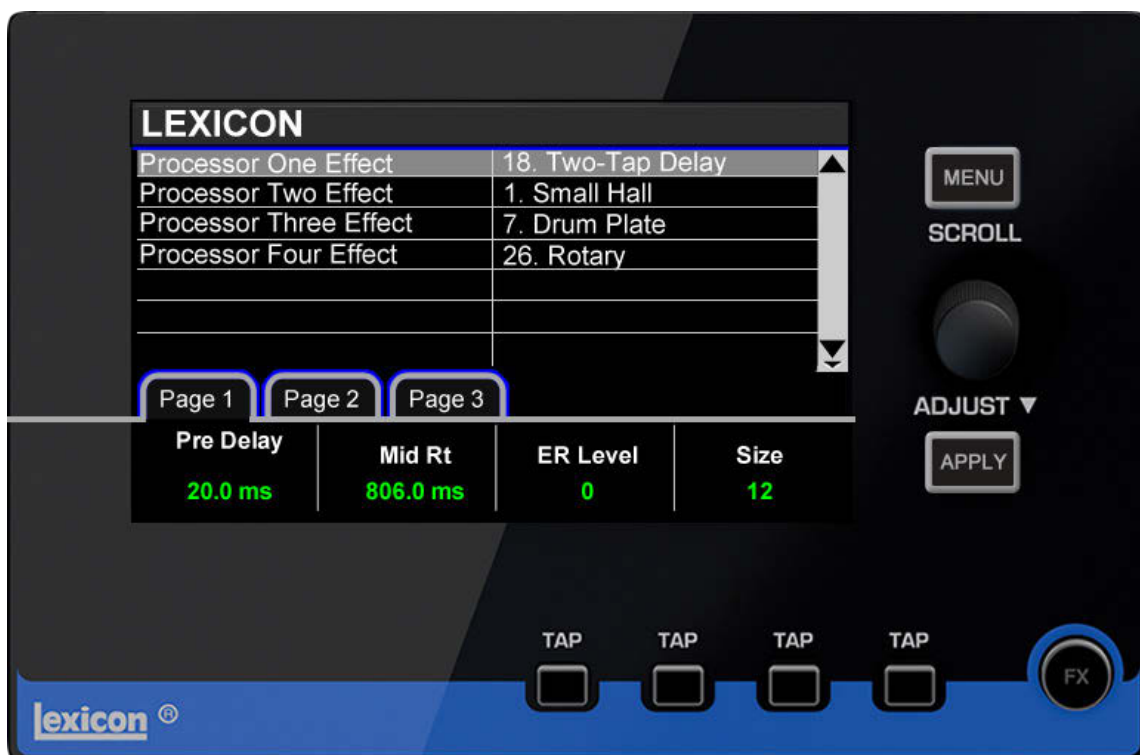 LEXICON
Processor One Effect 18. Two-Tap Delay
Processor Two Effect 1. Small Hall
Processor Three Effect 7. Drum Plate
Processor Four Effect 26. Rotary
MENU
SCROLL
ADJUST ▼
APPLY
Page 1 Page 2 Page 3
Pre Delay Mid Rt ER Level Size
20.0 ms 806.0 ms 0 12
TAP TAP TAP TAP
FX
lexicon ®